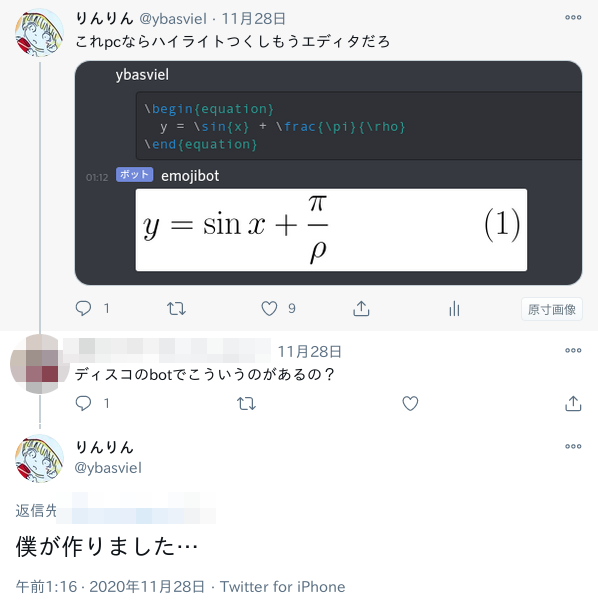 りんりん @ybasviel · 11月28日
これpcならハイライトつくしもうエディタだろ
ybasviel
\begin{equation}
y = \sin{x} + \frac{\pi}{\rho}
\end{equation}
01:12 ボット emojibot
y = sin x + π/ρ (1)
1 9 原寸画像
11月28日
ディスコのbotでこういうのがあるの？
1
りんりん
@ybasviel
返信先
僕が作りました…
午前1:16 · 2020年11月28日 · Twitter for iPhone